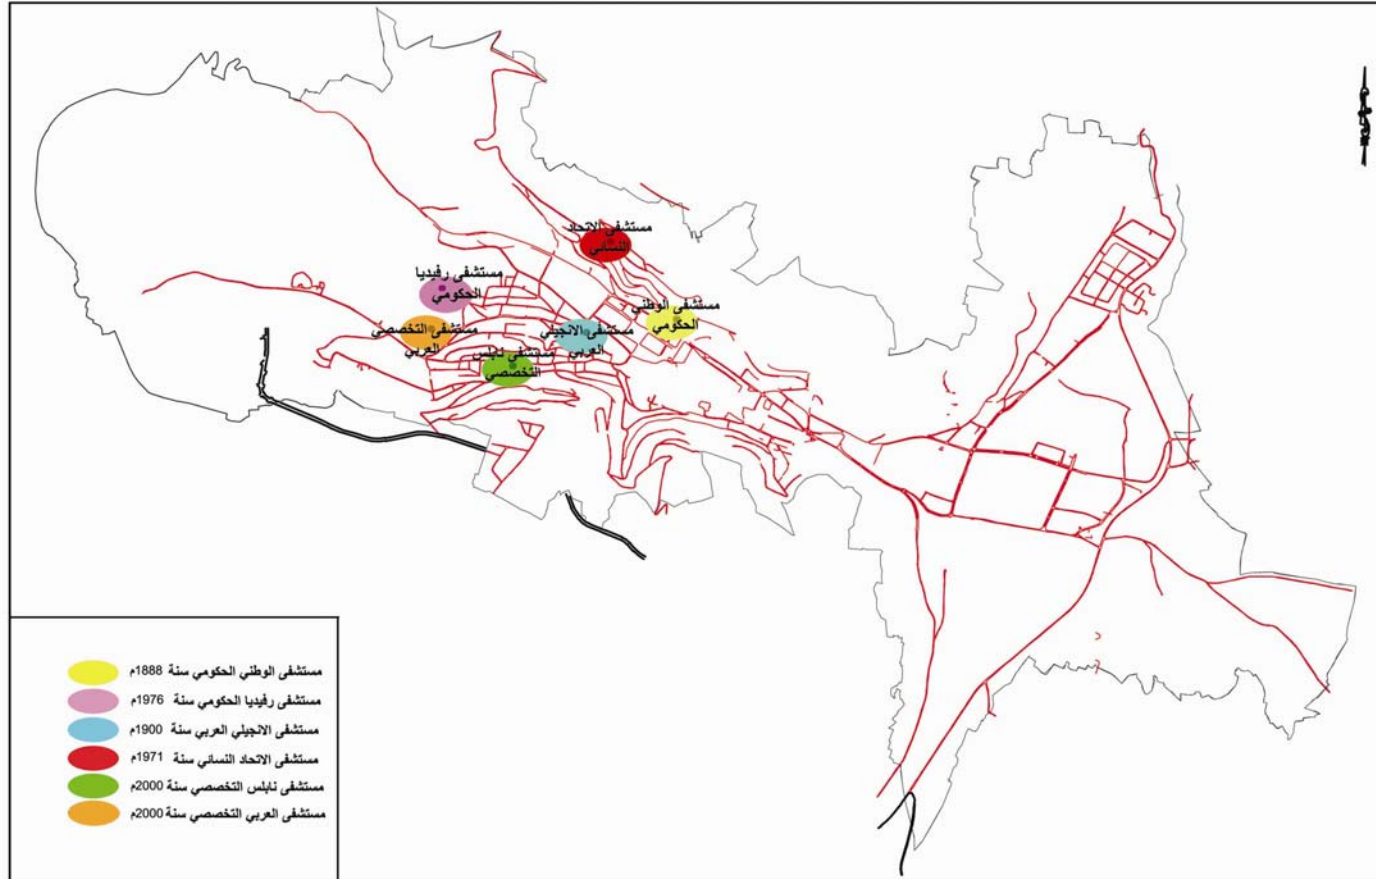 مستشفى الاتحاد
النسائي
مستشفى رفيديا
الحكومي
مستشفى الوطني
الحكومي
مستشفى التخصصي
العربي
مستشفى الانجيلي
العربي
مستشفى نابلس
التخصصي
مستشفى الوطني الحكومي سنة 1888م
مستشفى رفيديا الحكومي سنة 1976م
مستشفى الانجيلي العربي سنة 1900م
مستشفى الاتحاد النسائي سنة 1971م
مستشفى نابلس التخصصي سنة 2000م
مستشفى العربي التخصصي سنة 2000م